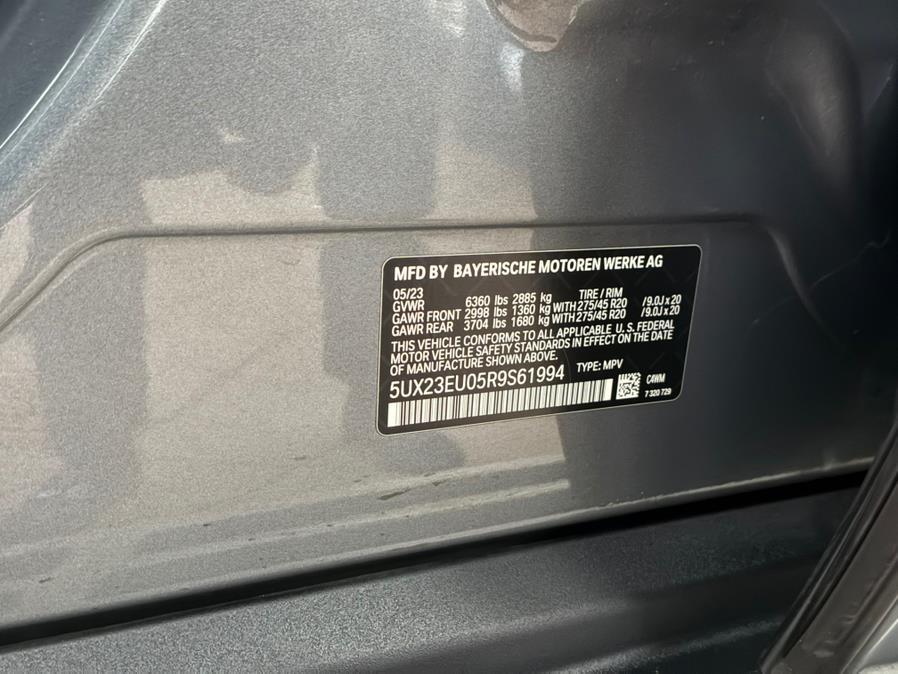 MFD BY BAYERISCHE MOTOREN WERKE AG
05/23 TIRE / RIM
GVWR 6360 lbs 2885 kg
GAWR FRONT 2998 lbs 1360 kg WITH 275/45 R20 /9.0J x 20
GAWR REAR 3704 lbs 1680 kg WITH 275/45 R20 /9.0J x 20
THIS VEHICLE CONFORMS TO ALL APPLICABLE U.S. FEDERAL
MOTOR VEHICLE SAFETY STANDARDS IN EFFECT ON THE DATE
OF MANUFACTURE SHOWN ABOVE.
5UX23EU05R9S61994 TYPE: MPV
C4WM
7 320 729